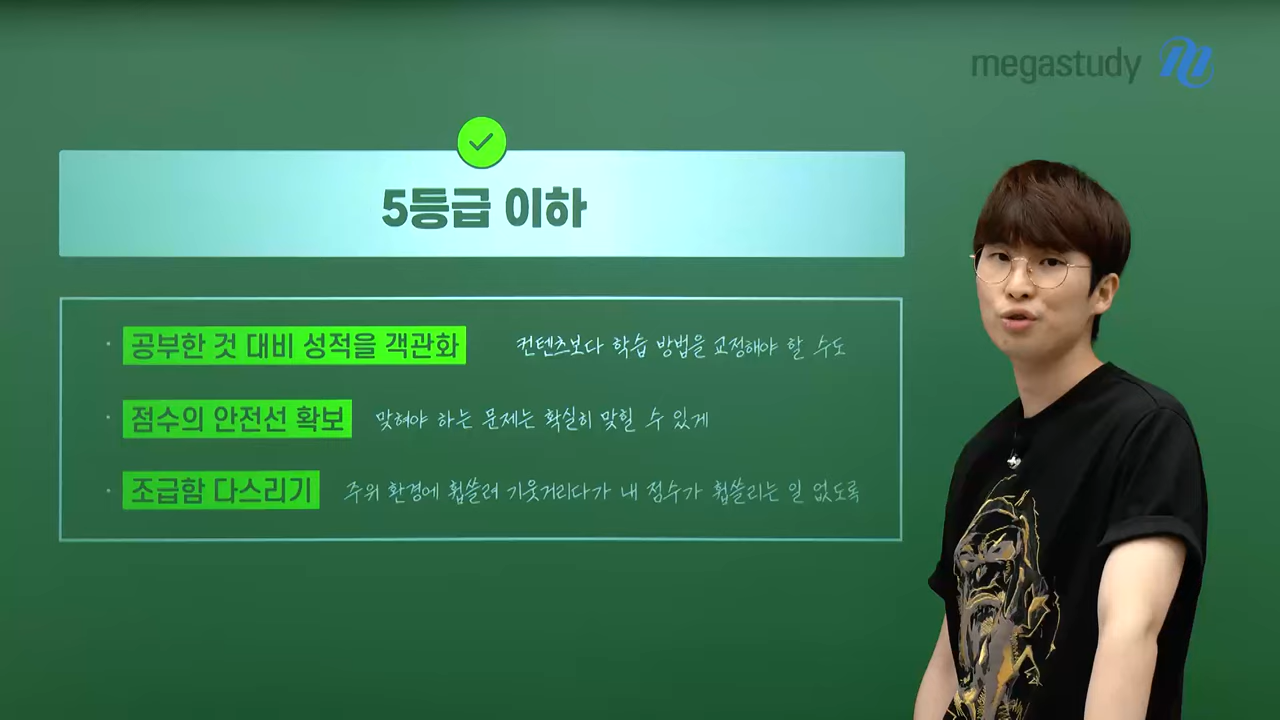 megastudy
5등급 이하
• 공부한 것 대비 성적을 객관화 컨텐츠보다 학습 방법을 교정해야 할 수도
• 점수의 안전선 확보 맞혀야 하는 문제는 확실히 맞힐 수 있게
• 조급함 다스리기 주위 환경에 휩쓸려 기웃거리다가 내 점수가 휩쓸리는 일 없도록